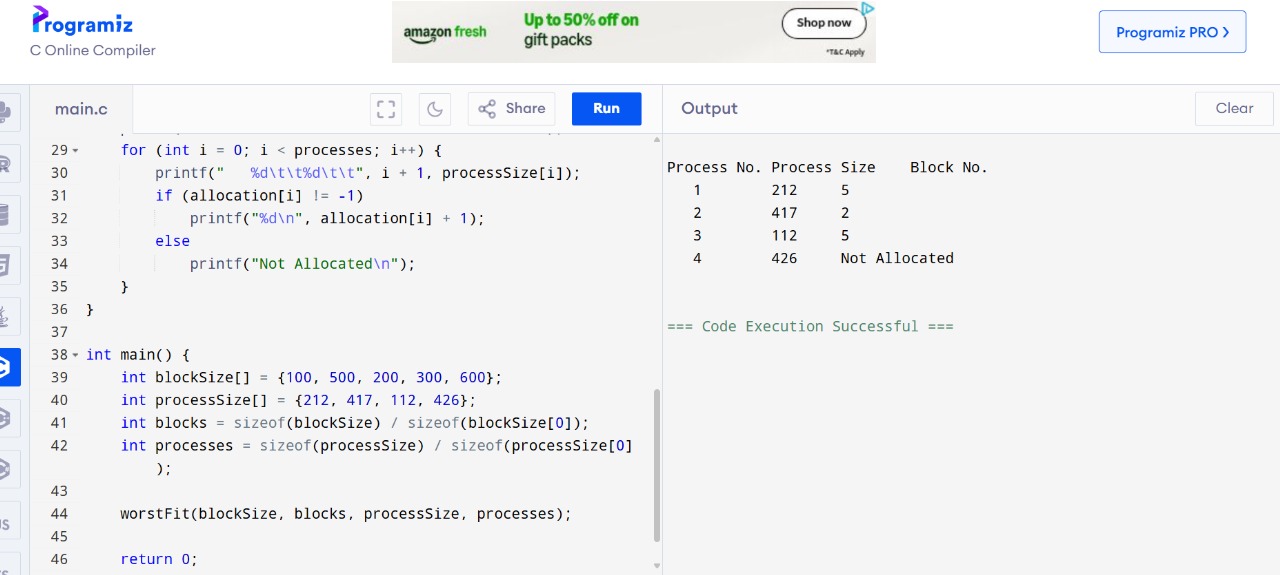 Programiz
C Online Compiler
amazon fresh
Up to 50% off on
gift packs
Shop now
*T&C Apply
Programiz PRO ❯
main.c
Share
Run
Output
Clear
29 for (int i = 0; i < processes; i++) {
30 printf("   %d\t\t%d\t\t", i + 1, processSize[i]);
31 if (allocation[i] != -1)
32 printf("%d\n", allocation[i] + 1);
33 else
34 printf("Not Allocated\n");
35 }
36 }
37
38 int main() {
39 int blockSize[] = {100, 500, 200, 300, 600};
40 int processSize[] = {212, 417, 112, 426};
41 int blocks = sizeof(blockSize) / sizeof(blockSize[0]);
42 int processes = sizeof(processSize) / sizeof(processSize[0]
);
43
44 worstFit(blockSize, blocks, processSize, processes);
45
46 return 0;
Process No. Process Size    Block No.
1 212 5
2 417 2
3 112 5
4 426 Not Allocated
=== Code Execution Successful ===